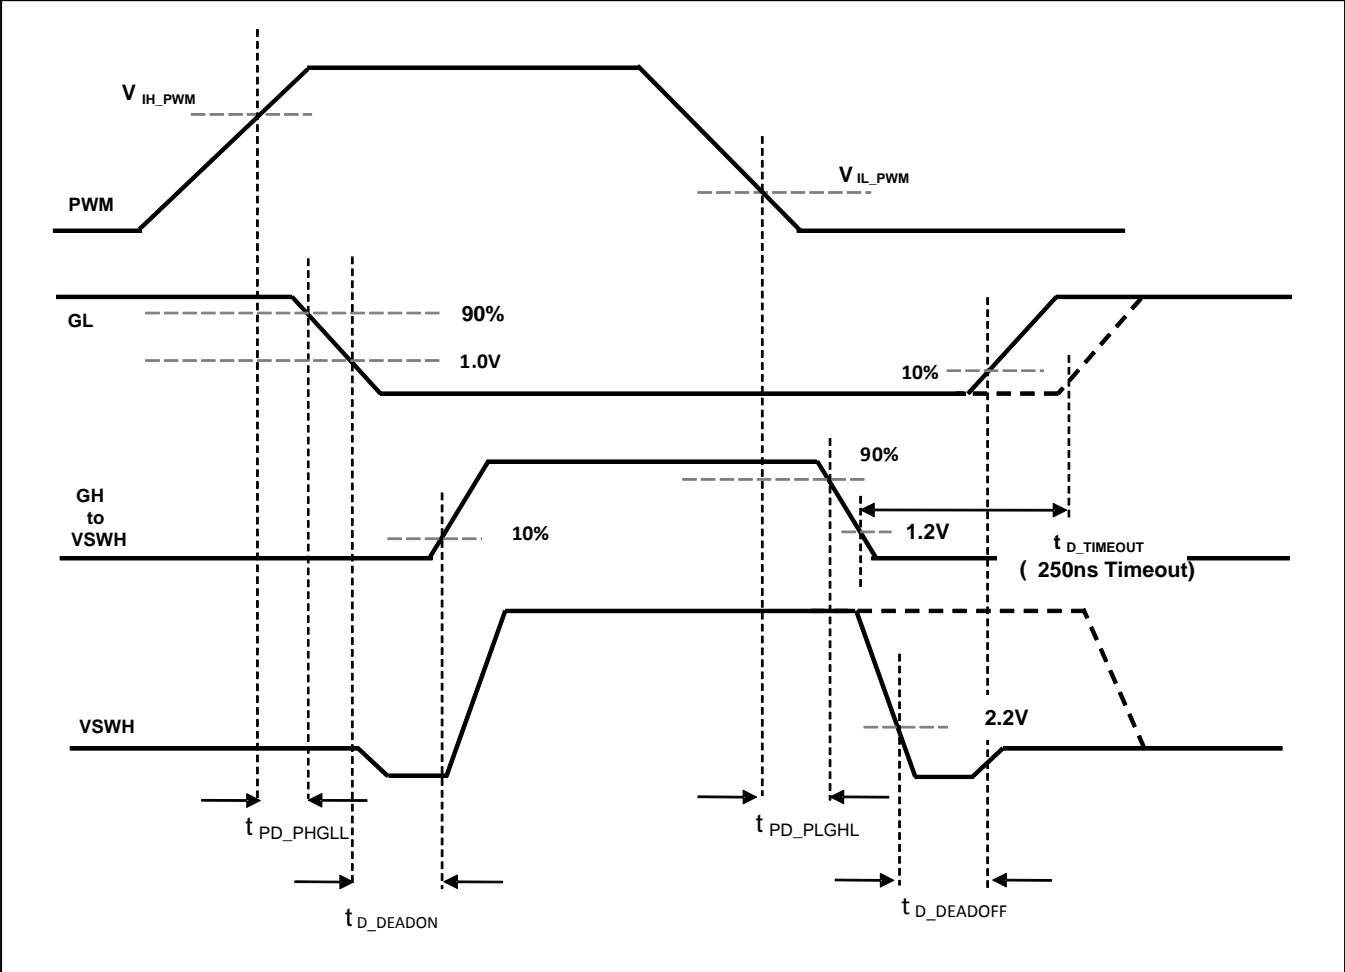 V IH_PWM
V IL_PWM
PWM
GL
90%
1.0V
10%
90%
GH
to
VSWH
10%
1.2V
t D_TIMEOUT
( 250ns Timeout)
VSWH
2.2V
t PD_PHGLL
t PD_PLGHL
t D_DEADON
t D_DEADOFF